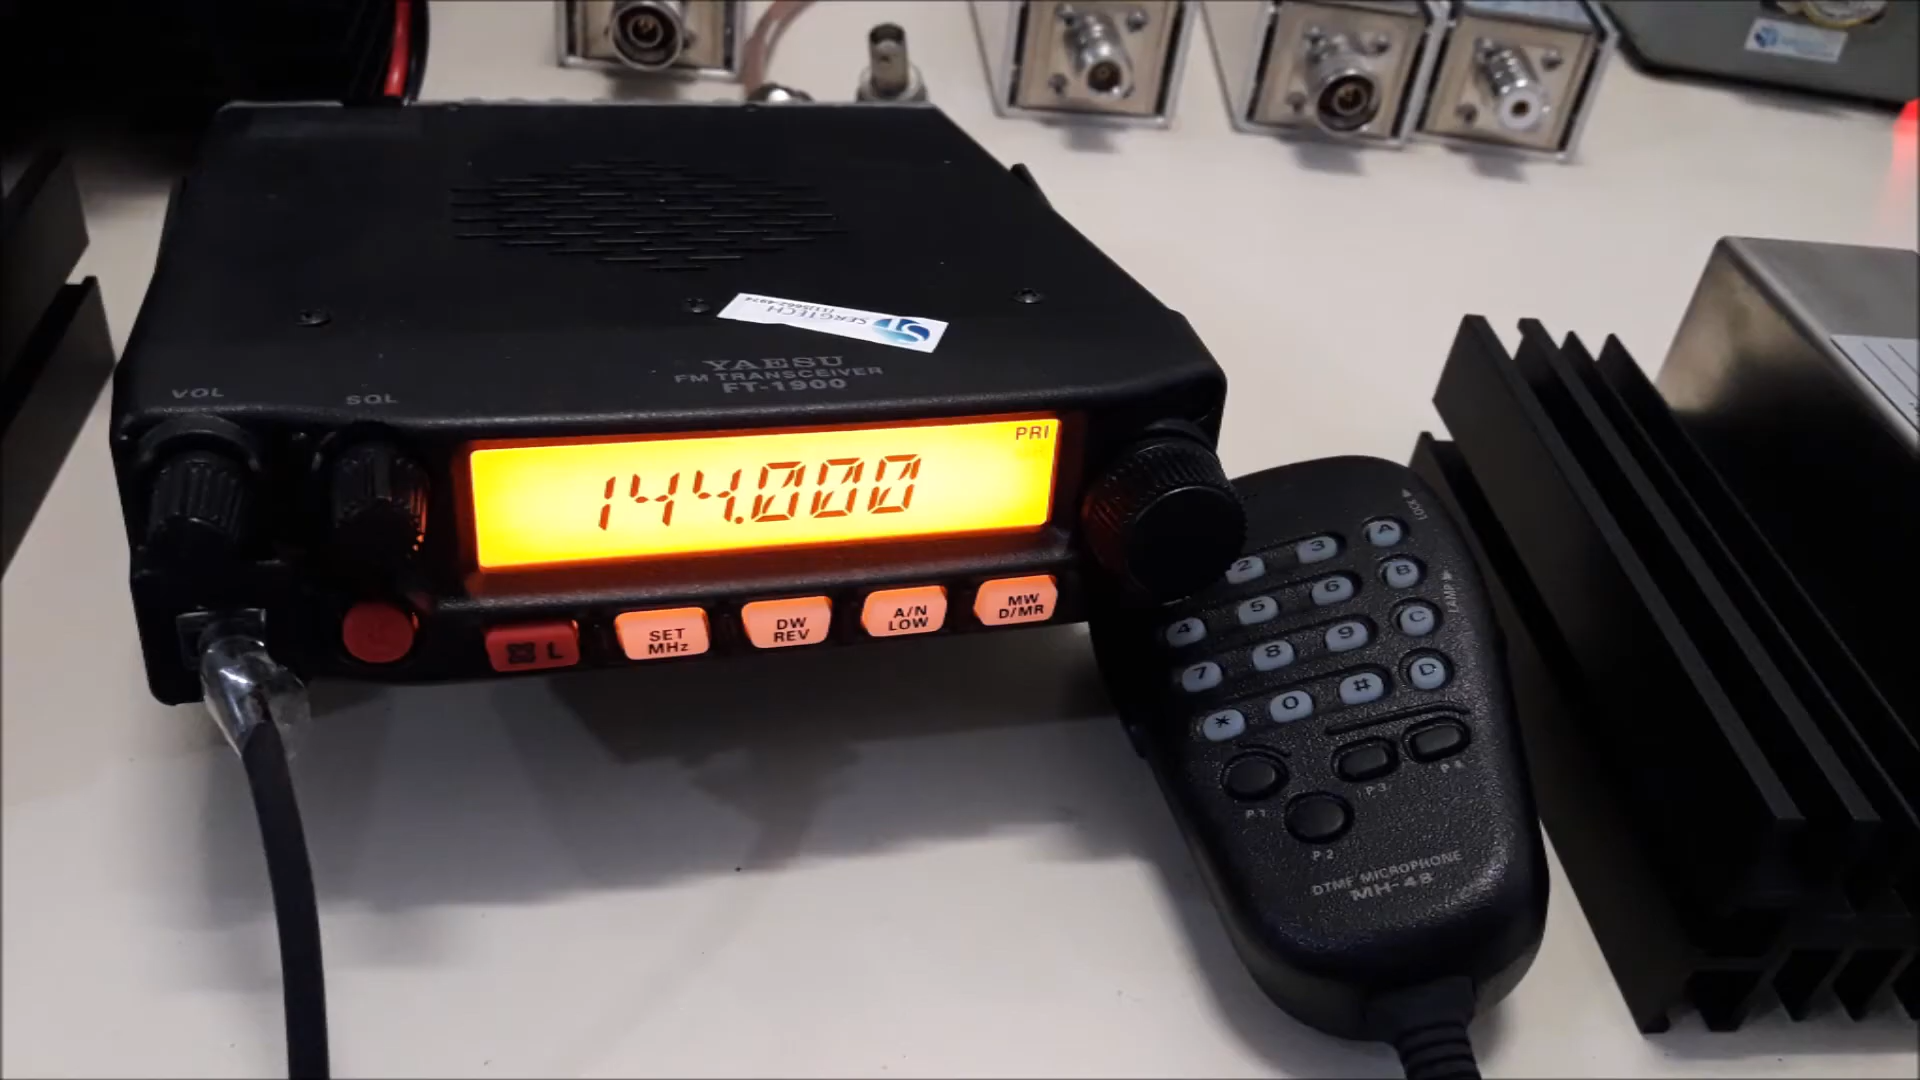 SERGTECH
YAESU
FM TRANSCEIVER
FT-1900
VOL
SQL
PRI
144.000
L
SET
MHz
DW
REV
A/N
LOW
MW
D/MR
LOCK
LAMP
2 3 A
4 5 6 B
7 8 9 C
* 0 # D
P1
P2
P3
P4
DTMF MICROPHONE
MH-48